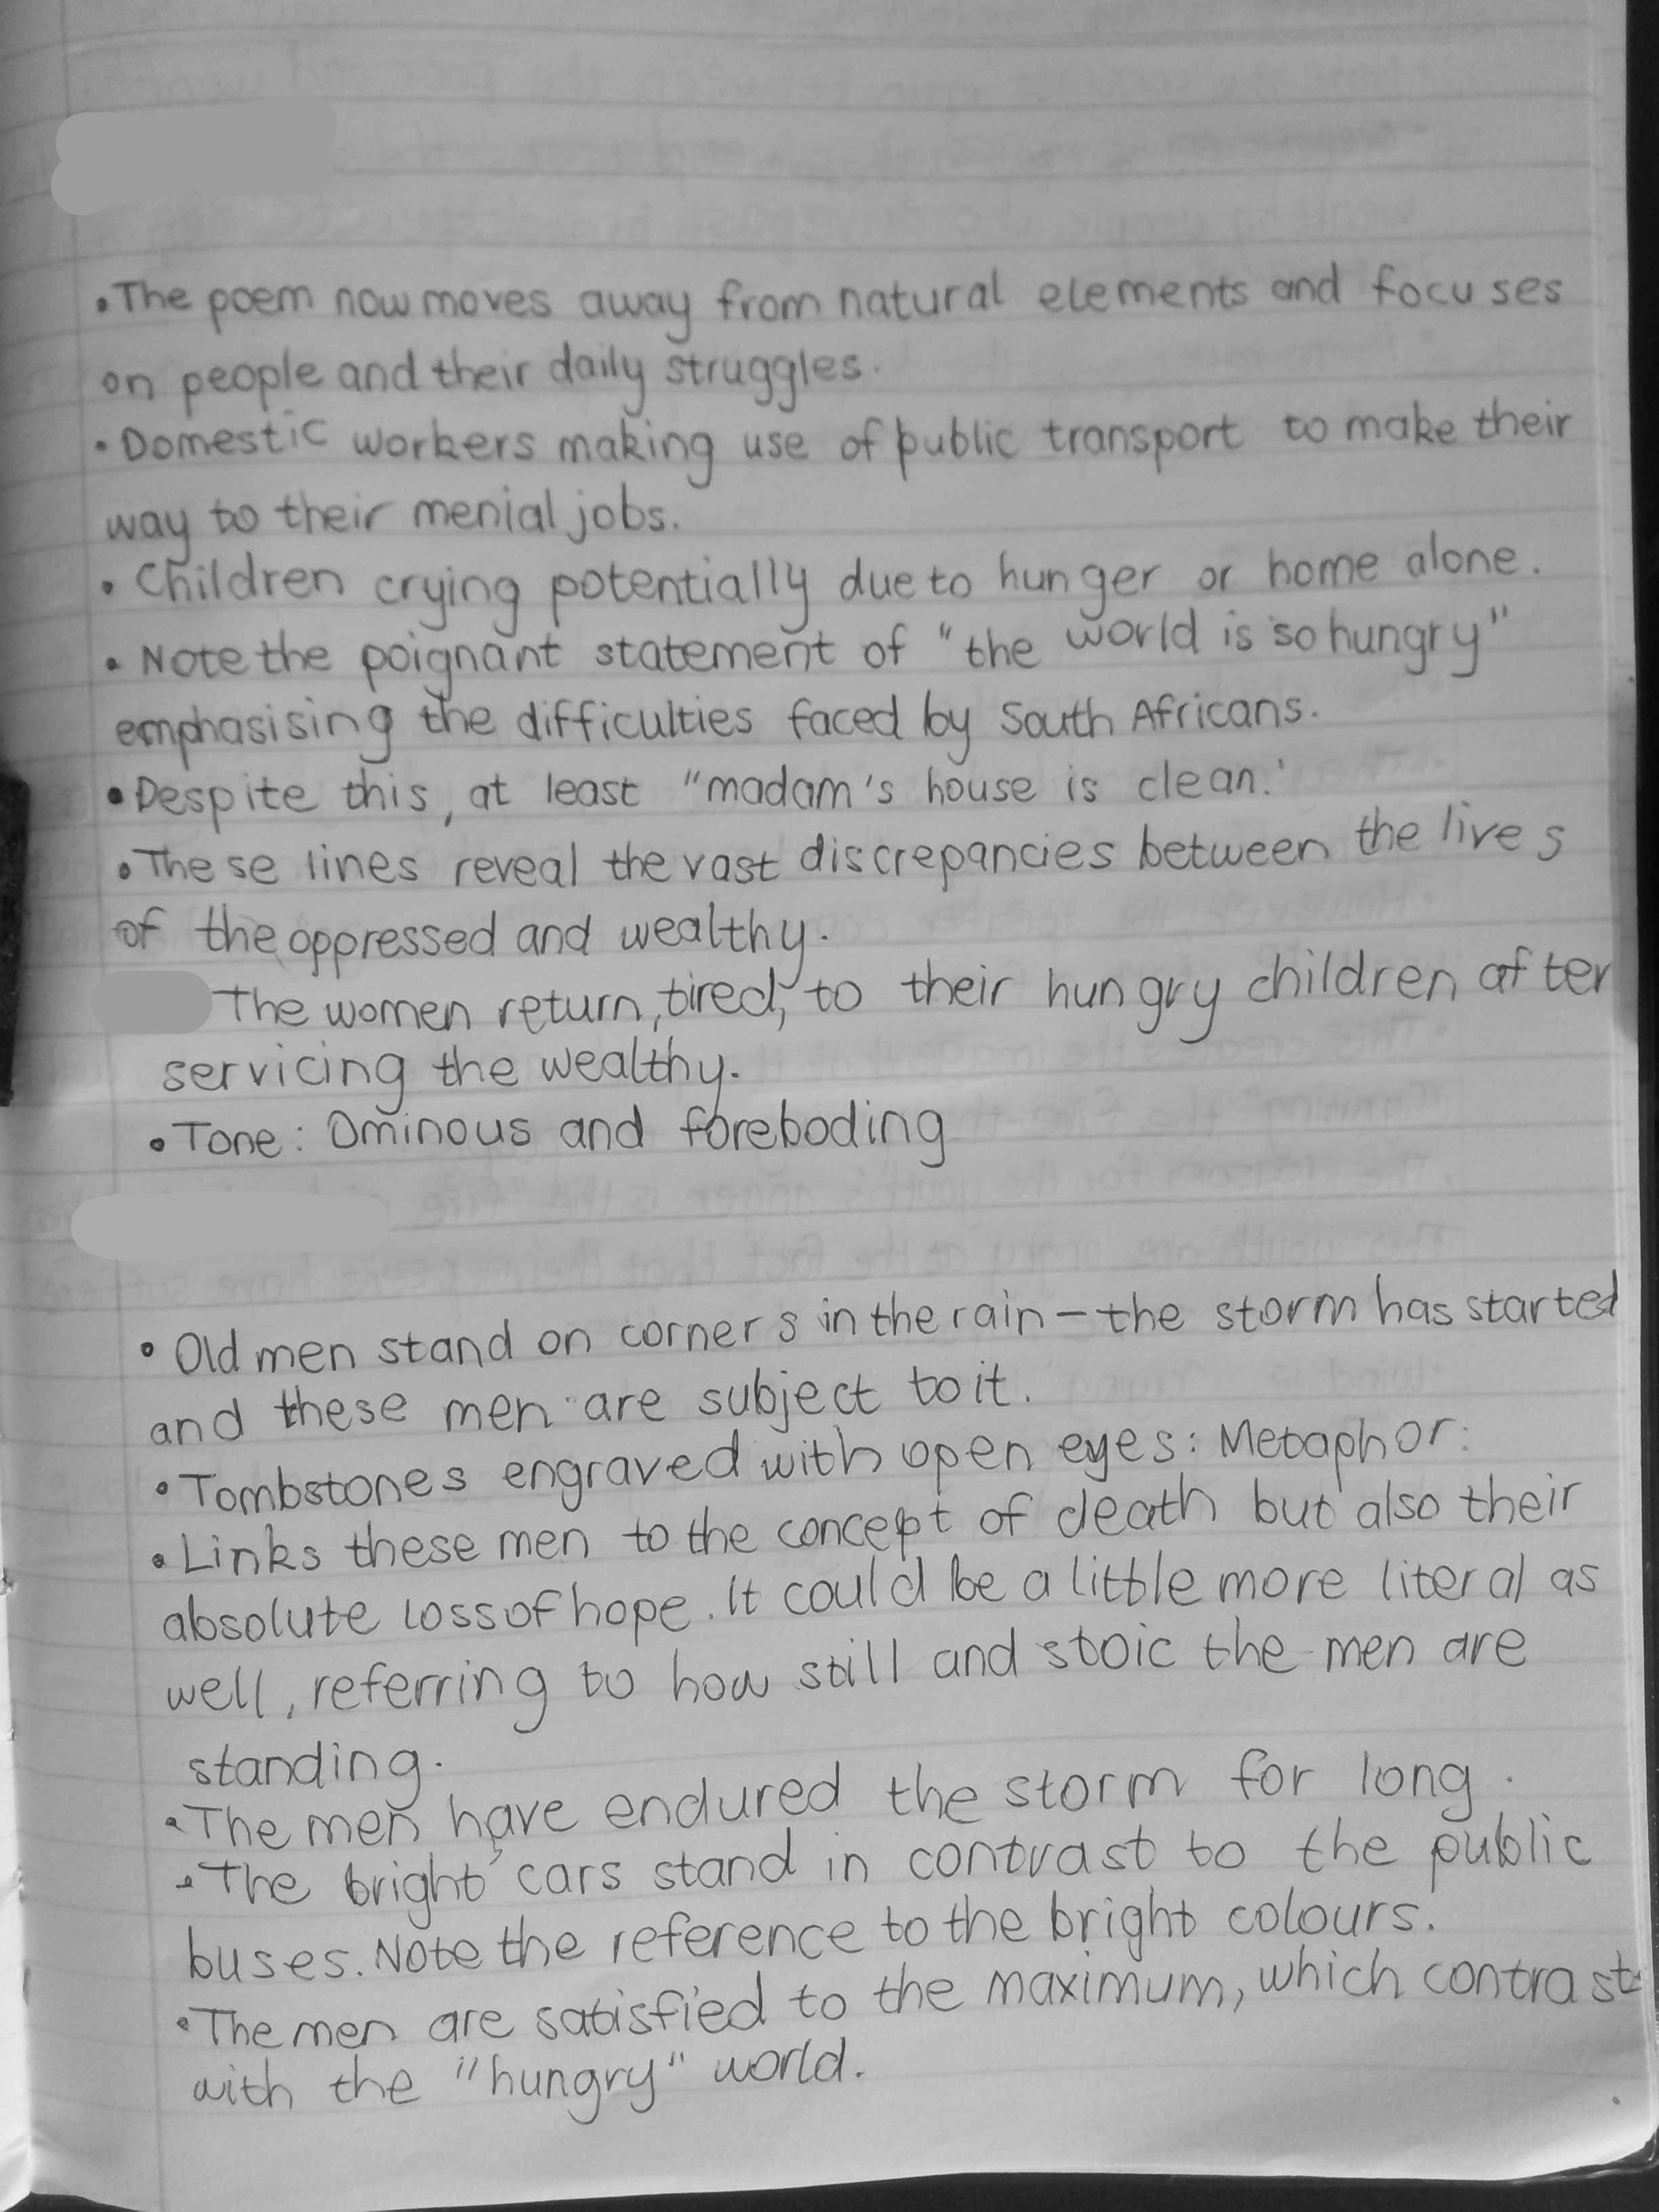 • The poem now moves away from natural elements and focuses
on people and their daily struggles.
• Domestic workers making use of public transport to make their
way to their menial jobs.
• Children crying potentially due to hunger or home alone.
• Note the poignant statement of "the world is so hungry"
emphasising the difficulties faced by South Africans.
• Despite this, at least "madam's house is clean.'
• These lines reveal the vast discrepancies between the lives
of the oppressed and wealthy.
The women return, tired, to their hungry children after
servicing the wealthy.
• Tone: Ominous and foreboding
• Old men stand on corners in the rain – the storm has started
and these men are subject to it.
• Tombstones engraved with open eyes: Metaphor.
• Links these men to the concept of death but also their
absolute loss of hope. It could be a little more literal as
well, referring to how still and stoic the men are
standing.
• The men have endured the storm for long.
• The bright cars stand in contrast to the public
buses. Note the reference to the bright colours.
• The men are satisfied to the maximum, which contrasts
with the "hungry" world.